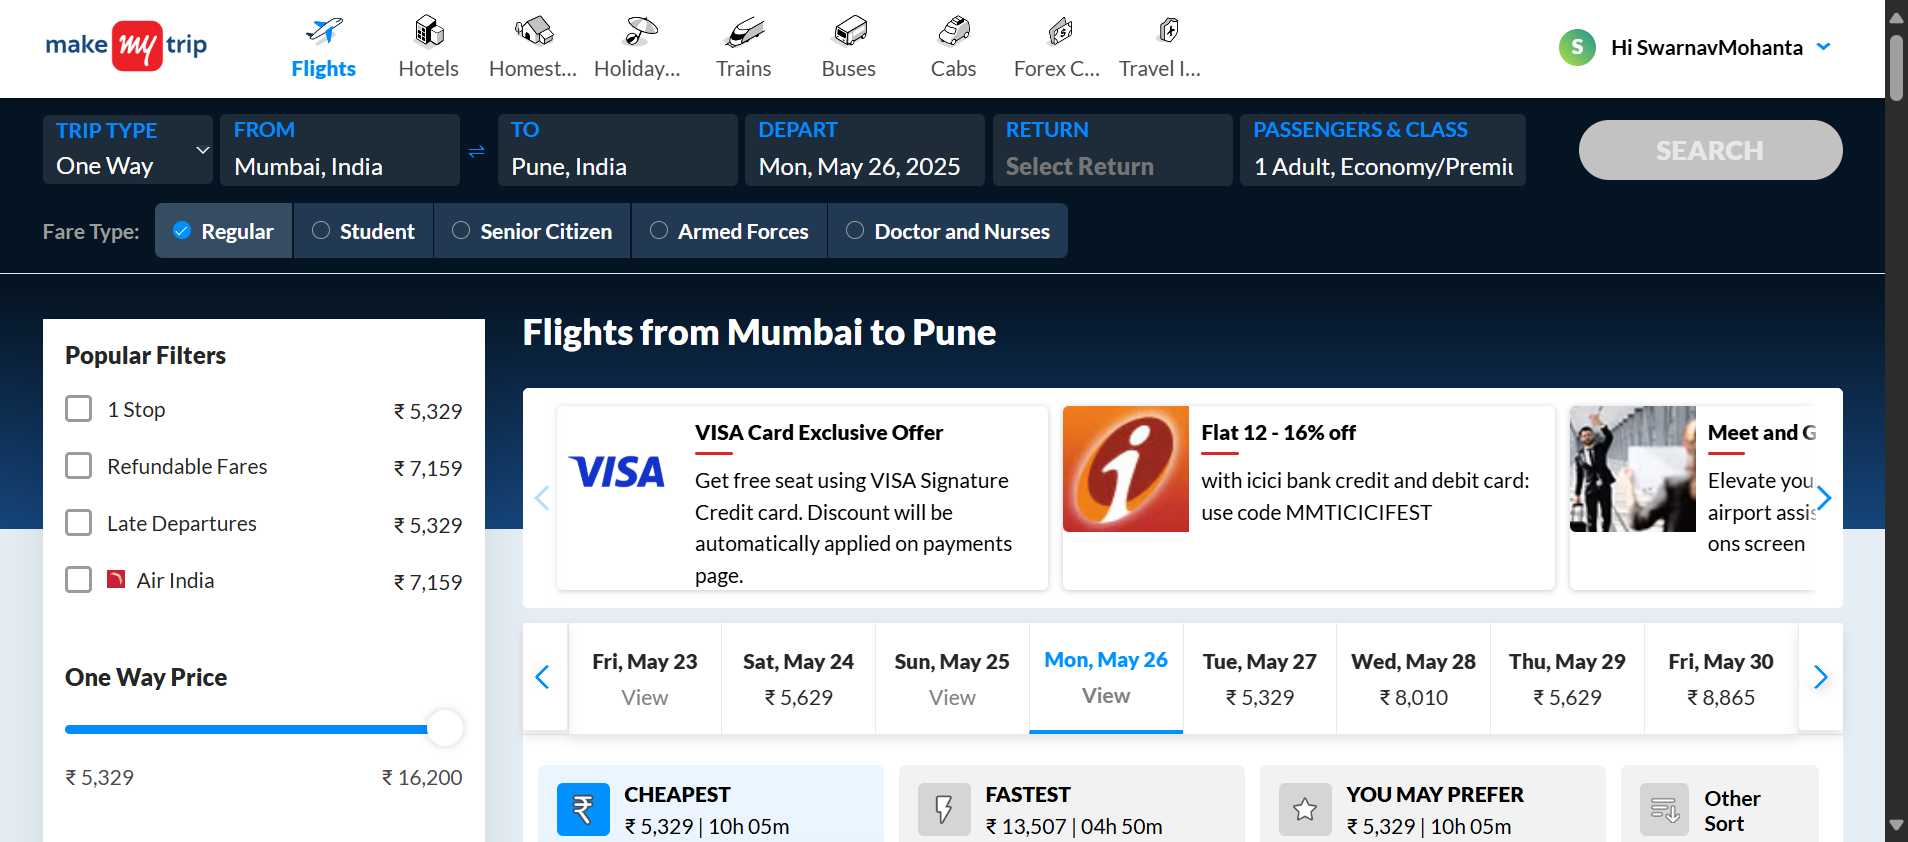 make my trip
Flights
Hotels
Homest...
Holiday...
Trains
Buses
Cabs
Forex C...
Travel I...
S
Hi SwarnavMohanta
TRIP TYPE
One Way
FROM
Mumbai, India
TO
Pune, India
DEPART
Mon, May 26, 2025
RETURN
Select Return
PASSENGERS & CLASS
1 Adult, Economy/Premiu
SEARCH
Fare Type:
Regular
Student
Senior Citizen
Armed Forces
Doctor and Nurses
Popular Filters
1 Stop ₹ 5,329
Refundable Fares ₹ 7,159
Late Departures ₹ 5,329
Air India ₹ 7,159
One Way Price
₹ 5,329 ₹ 16,200
Flights from Mumbai to Pune
VISA
VISA Card Exclusive Offer
Get free seat using VISA Signature
Credit card. Discount will be
automatically applied on payments
page.
Flat 12 - 16% off
with icici bank credit and debit card:
use code MMTICICIFEST
Meet and G
Elevate you
airport assis
ons screen
Fri, May 23
View
Sat, May 24
₹ 5,629
Sun, May 25
View
Mon, May 26
View
Tue, May 27
₹ 5,329
Wed, May 28
₹ 8,010
Thu, May 29
₹ 5,629
Fri, May 30
₹ 8,865
CHEAPEST
₹ 5,329 | 10h 05m
FASTEST
₹ 13,507 | 04h 50m
YOU MAY PREFER
₹ 5,329 | 10h 05m
Other
Sort